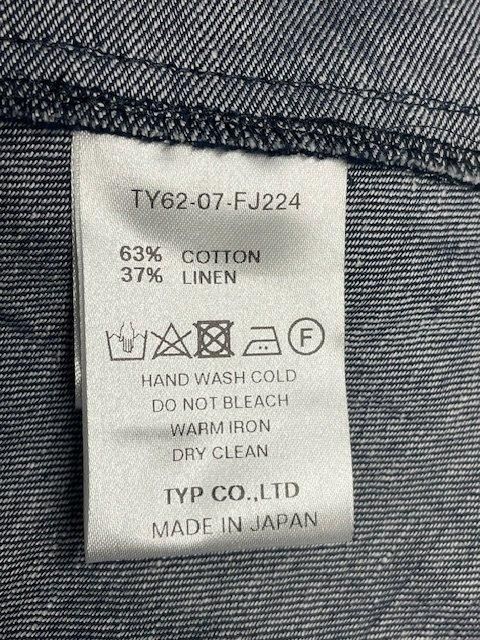 TY62-07-FJ224
63% COTTON
37% LINEN
F
HAND WASH COLD
DO NOT BLEACH
WARM IRON
DRY CLEAN
TYP CO.,LTD
MADE IN JAPAN